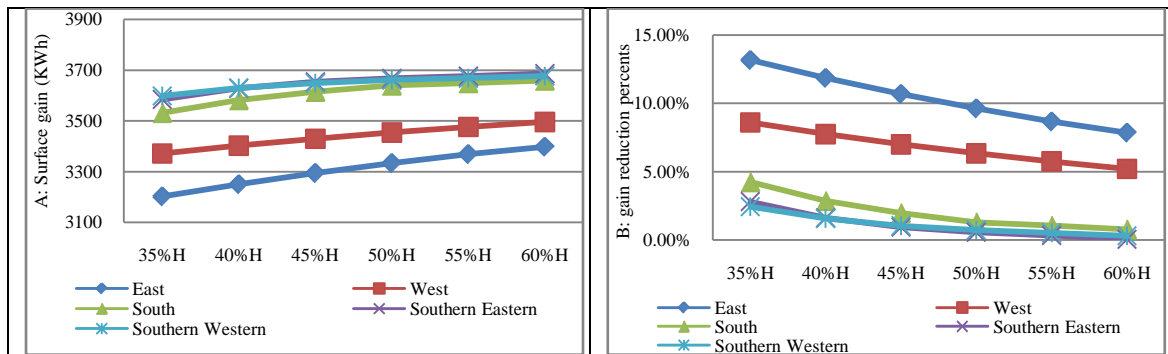 A: Surface gain (KWh)
3900
3700
3500
3300
3100
35%H 40%H 45%H 50%H 55%H 60%H
East West
South Southern Eastern
Southern Western
B: gain reduction percents
15.00%
10.00%
5.00%
0.00%
35%H 40%H 45%H 50%H 55%H 60%H
East West
South Southern Eastern
Southern Western